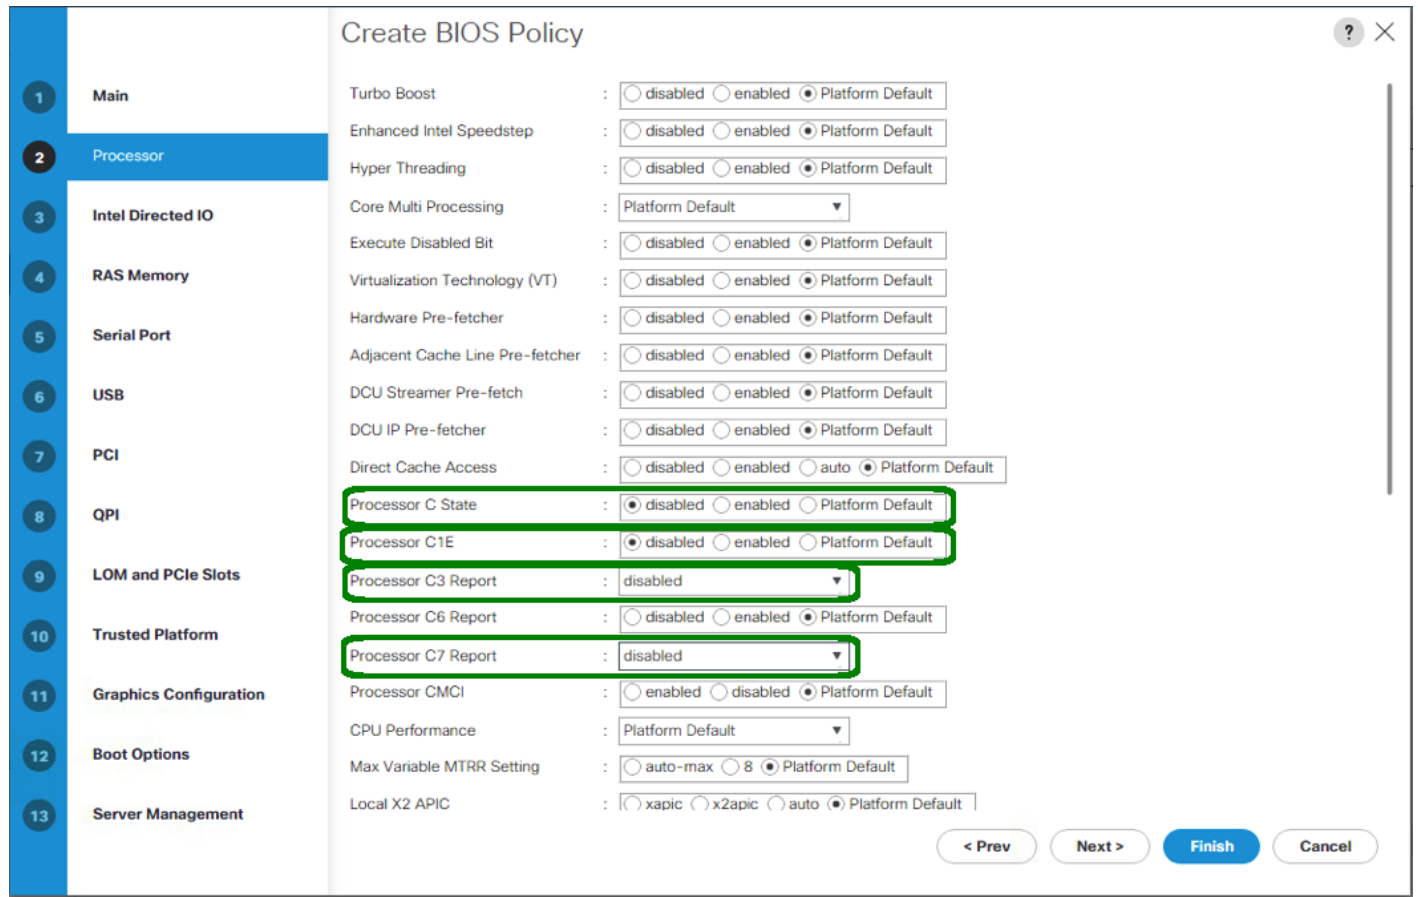 Create BIOS Policy
?
1 Main
2 Processor
3 Intel Directed IO
4 RAS Memory
5 Serial Port
6 USB
7 PCI
8 QPI
9 LOM and PCIe Slots
10 Trusted Platform
11 Graphics Configuration
12 Boot Options
13 Server Management
Turbo Boost : disabled enabled Platform Default
Enhanced Intel Speedstep : disabled enabled Platform Default
Hyper Threading : disabled enabled Platform Default
Core Multi Processing : Platform Default
Execute Disabled Bit : disabled enabled Platform Default
Virtualization Technology (VT) : disabled enabled Platform Default
Hardware Pre-fetcher : disabled enabled Platform Default
Adjacent Cache Line Pre-fetcher : disabled enabled Platform Default
DCU Streamer Pre-fetch : disabled enabled Platform Default
DCU IP Pre-fetcher : disabled enabled Platform Default
Direct Cache Access : disabled enabled auto Platform Default
Processor C State : disabled enabled Platform Default
Processor C1E : disabled enabled Platform Default
Processor C3 Report : disabled
Processor C6 Report : disabled enabled Platform Default
Processor C7 Report : disabled
Processor CMCI : enabled disabled Platform Default
CPU Performance : Platform Default
Max Variable MTRR Setting : auto-max 8 Platform Default
Local X2 APIC : xapic x2apic auto Platform Default
< Prev Next > Finish Cancel